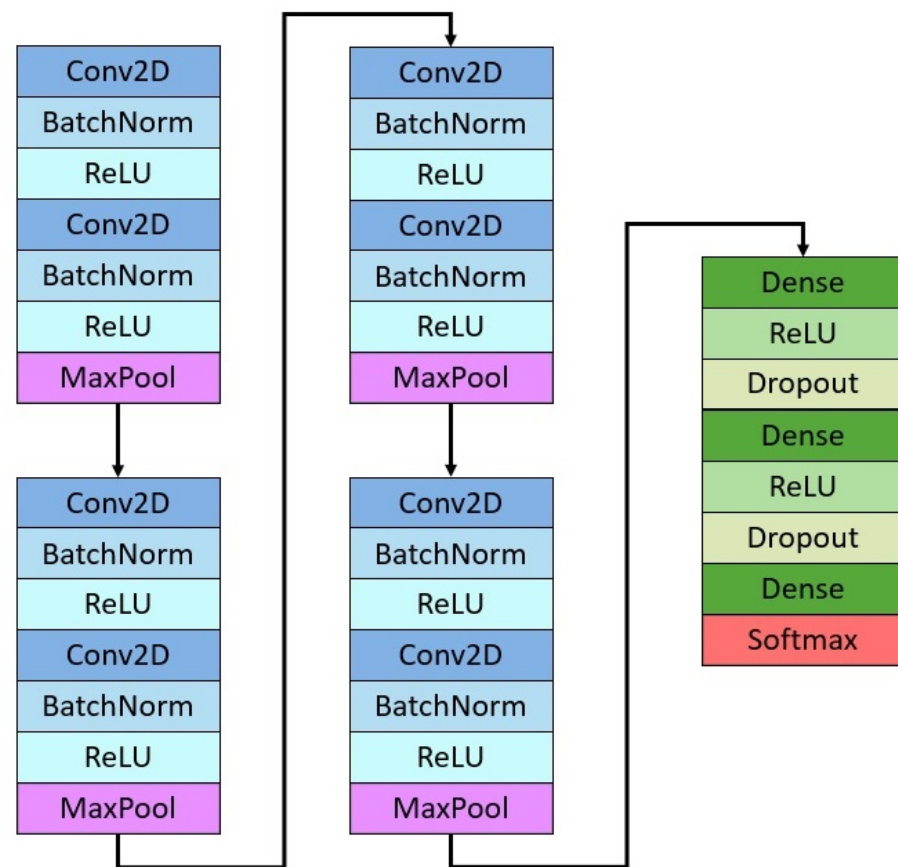 Conv2D
BatchNorm
ReLU
Conv2D
BatchNorm
ReLU
MaxPool
Conv2D
BatchNorm
ReLU
Conv2D
BatchNorm
ReLU
MaxPool
Conv2D
BatchNorm
ReLU
Conv2D
BatchNorm
ReLU
MaxPool
Conv2D
BatchNorm
ReLU
Conv2D
BatchNorm
ReLU
MaxPool
Dense
ReLU
Dropout
Dense
ReLU
Dropout
Dense
Softmax